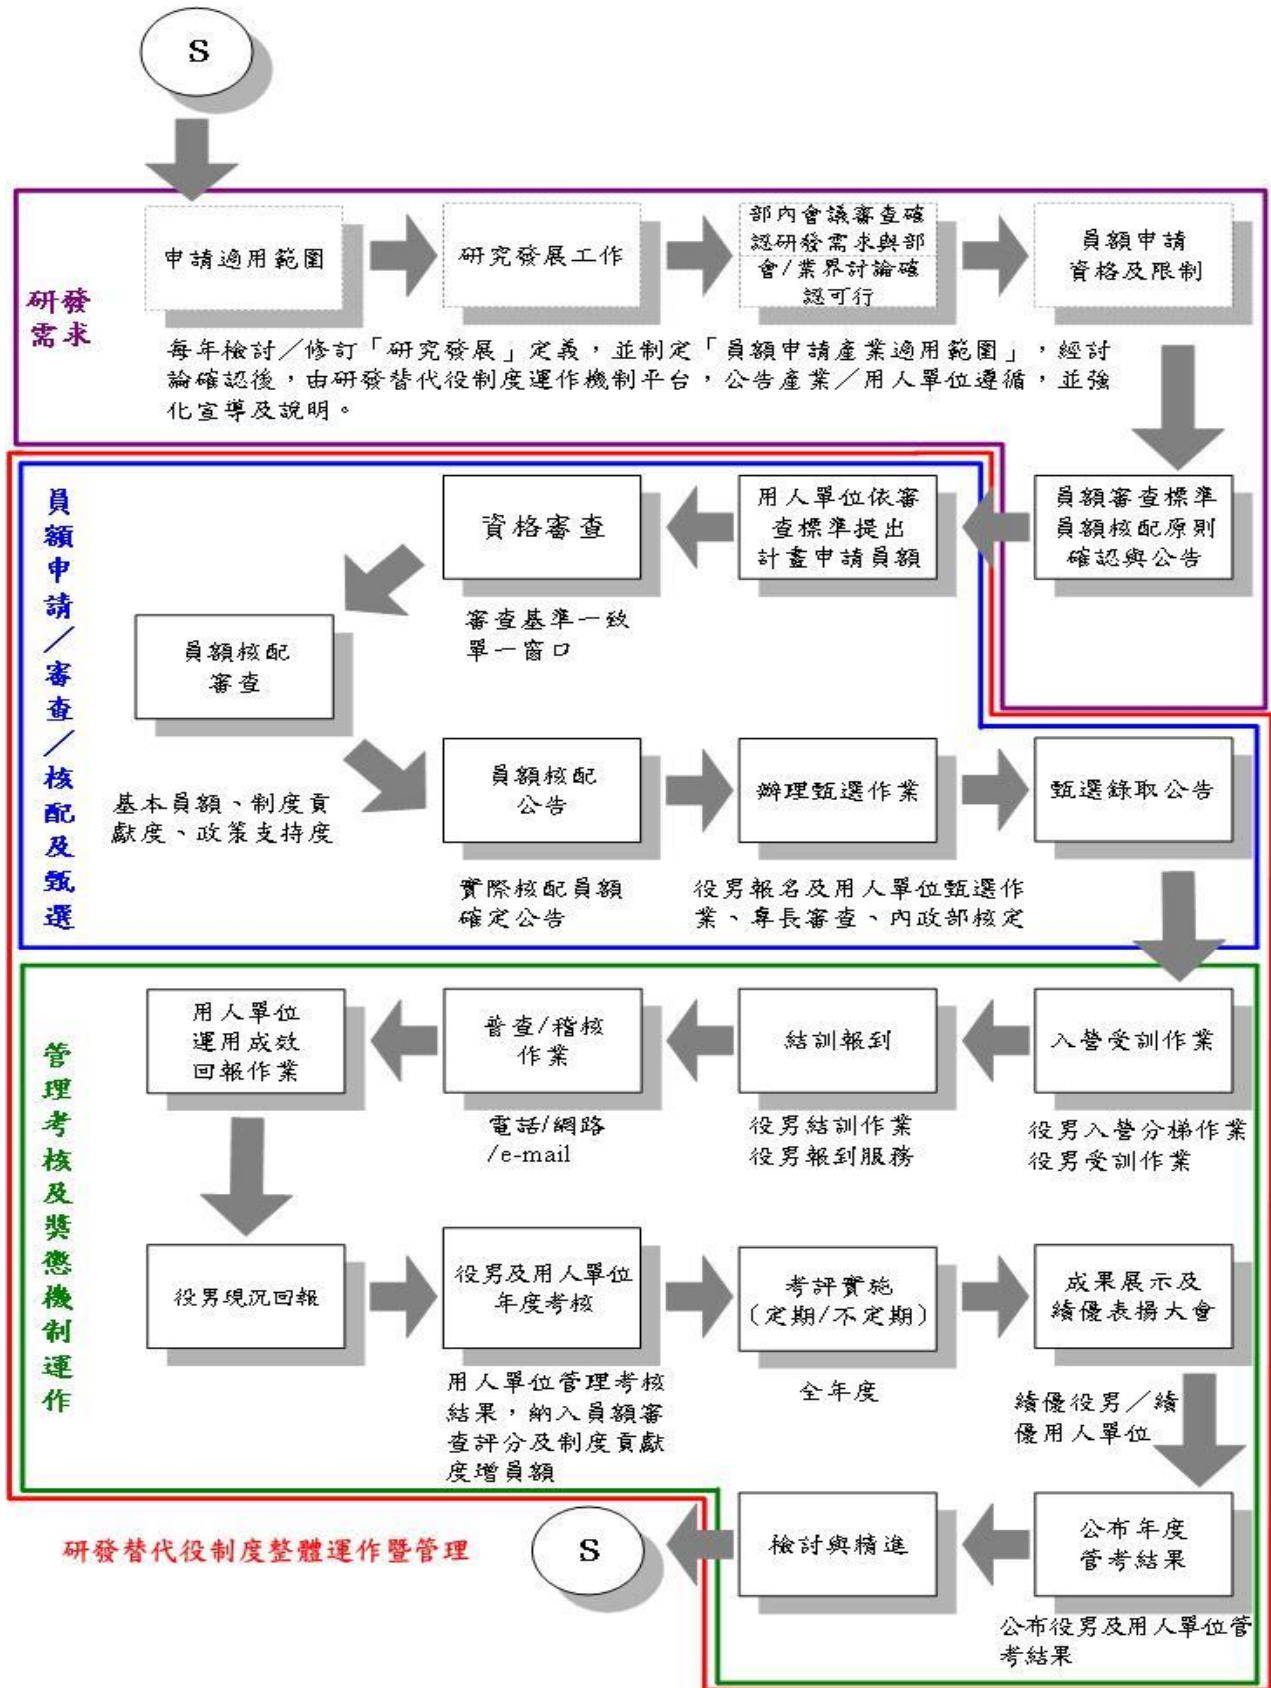 S
研發
需求
申請適用範圍
研究發展工作
部內會議審查確
認研發需求與部
會/業界討論確
認可行
員額申請
資格及限制
每年檢討／修訂「研究發展」定義，並制定「員額申請產業適用範圍」，經討
論確認後，由研發替代役制度運作機制平台，公告產業／用人單位遵循，並強
化宣導及說明。
員額審查標準
員額核配原則
確認與公告
員額申請／審查／核配及甄選
用人單位依審
查標準提出
計畫申請員額
資格審查
審查基準一致
單一窗口
員額核配
審查
基本員額、制度貢
獻度、政策支持度
員額核配
公告
實際核配員額
確定公告
辦理甄選作業
役男報名及用人單位甄選作
業、專長審查、內政部核定
甄選錄取公告
管理考核及獎懲機制運作
入營受訓作業
役男入營分梯作業
役男受訓作業
結訓報到
役男結訓作業
役男報到服務
普查/稽核
作業
電話/網路
/e-mail
用人單位
運用成效
回報作業
役男現況回報
役男及用人單位
年度考核
用人單位管理考核
結果，納入員額審
查評分及制度貢獻
度增員額
考評實施
(定期/不定期)
全年度
成果展示及
績優表揚大會
績優役男／績
優用人單位
公布年度
管考結果
公布役男及用人單位管
考結果
檢討與精進
S
研發替代役制度整體運作暨管理